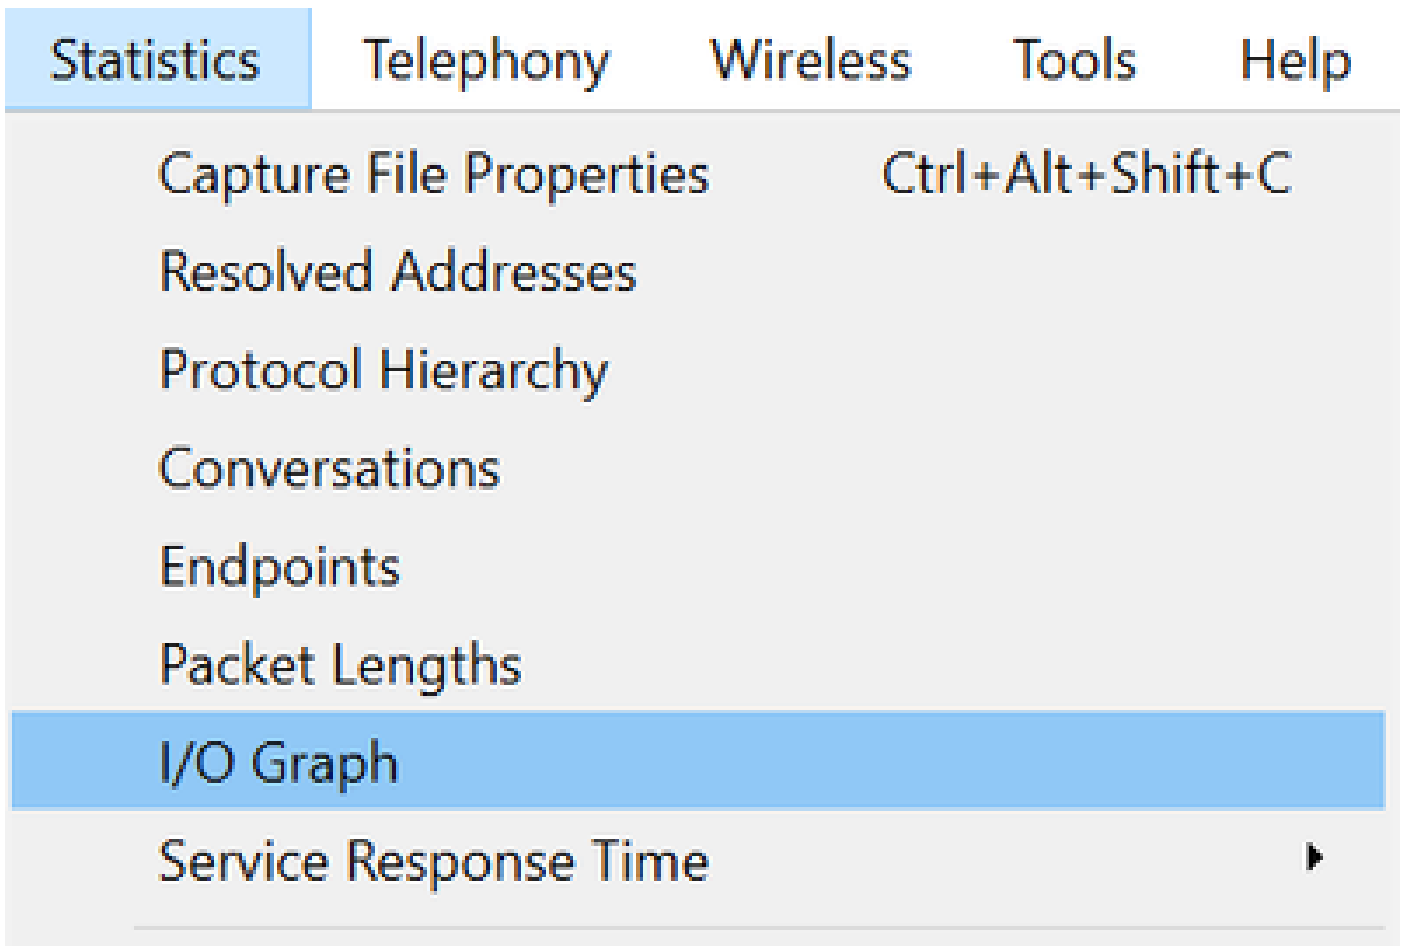 Statistics Telephony Wireless Tools Help
Capture File Properties Ctrl+Alt+Shift+C
Resolved Addresses
Protocol Hierarchy
Conversations
Endpoints
Packet Lengths
I/O Graph
Service Response Time